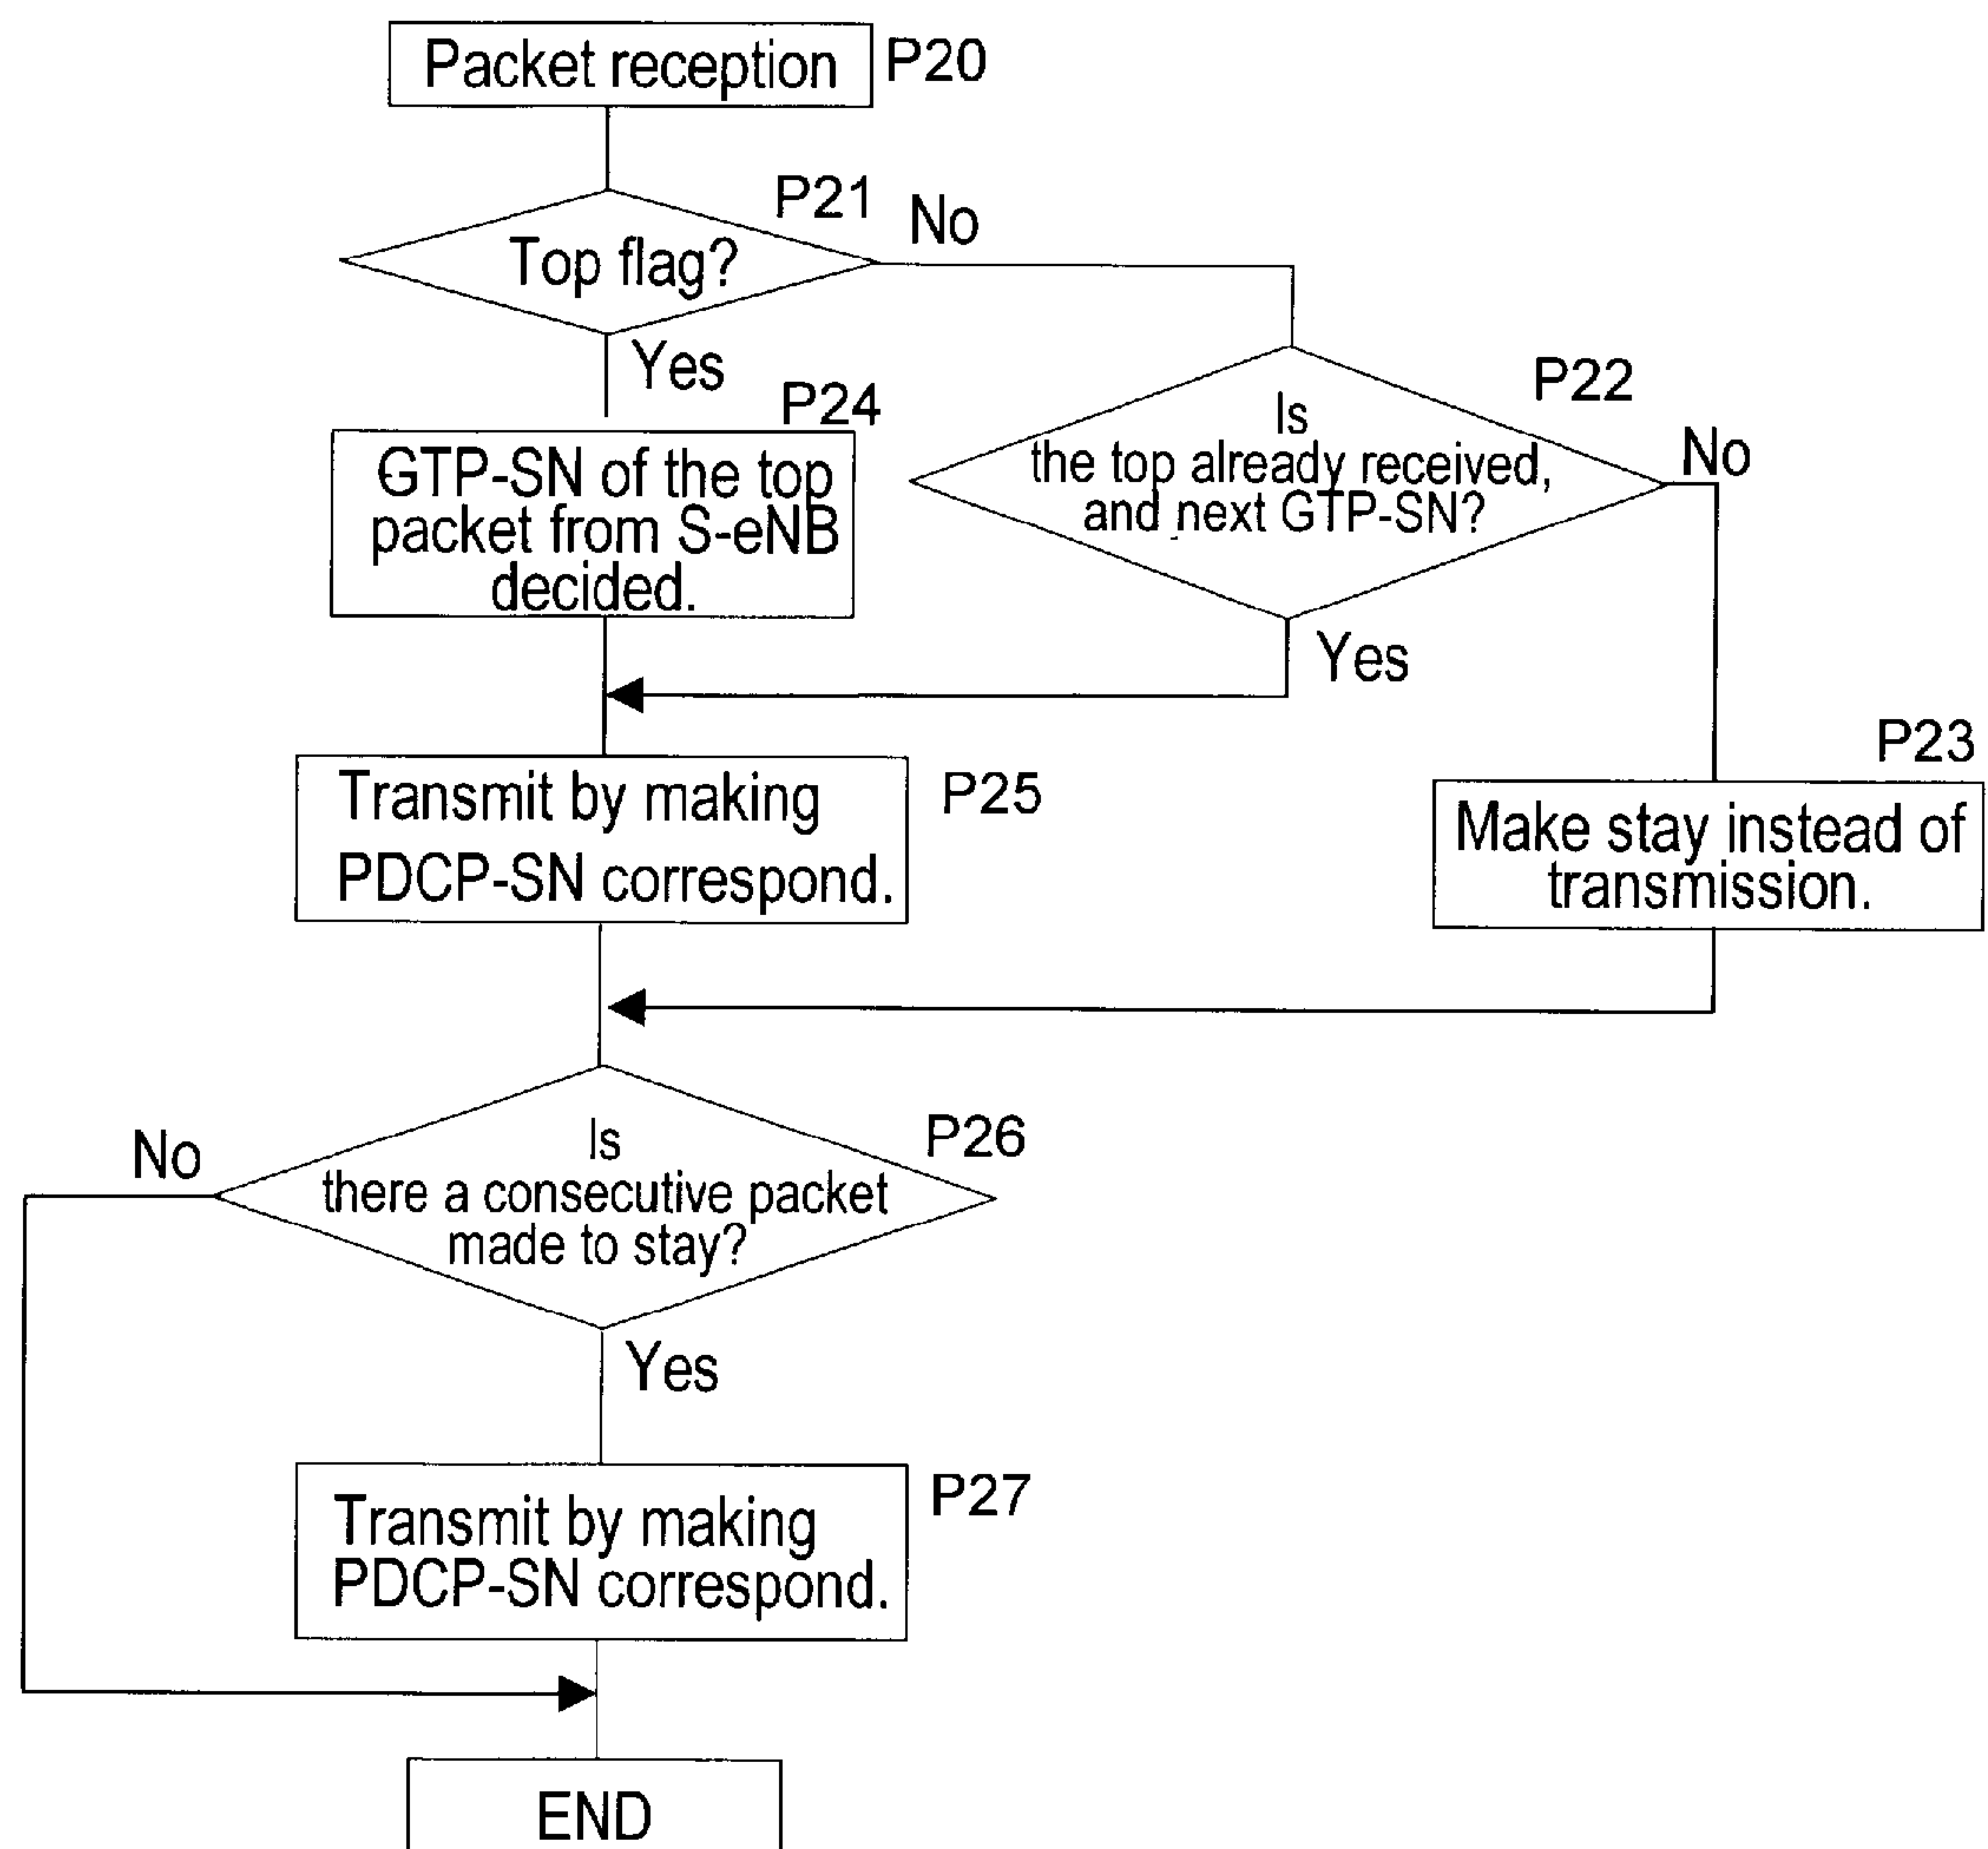 Packet reception
P20
P21
No
Top flag?
Yes
P24
GTP-SN of the top
packet from S-eNB
decided.
P22
Is
the top already received,
and next GTP-SN?
No
Yes
P23
Make stay instead of
transmission.
Transmit by making
PDCP-SN correspond.
P25
P26
No
Is
there a consecutive packet
made to stay?
Yes
P27
Transmit by making
PDCP-SN correspond.
END